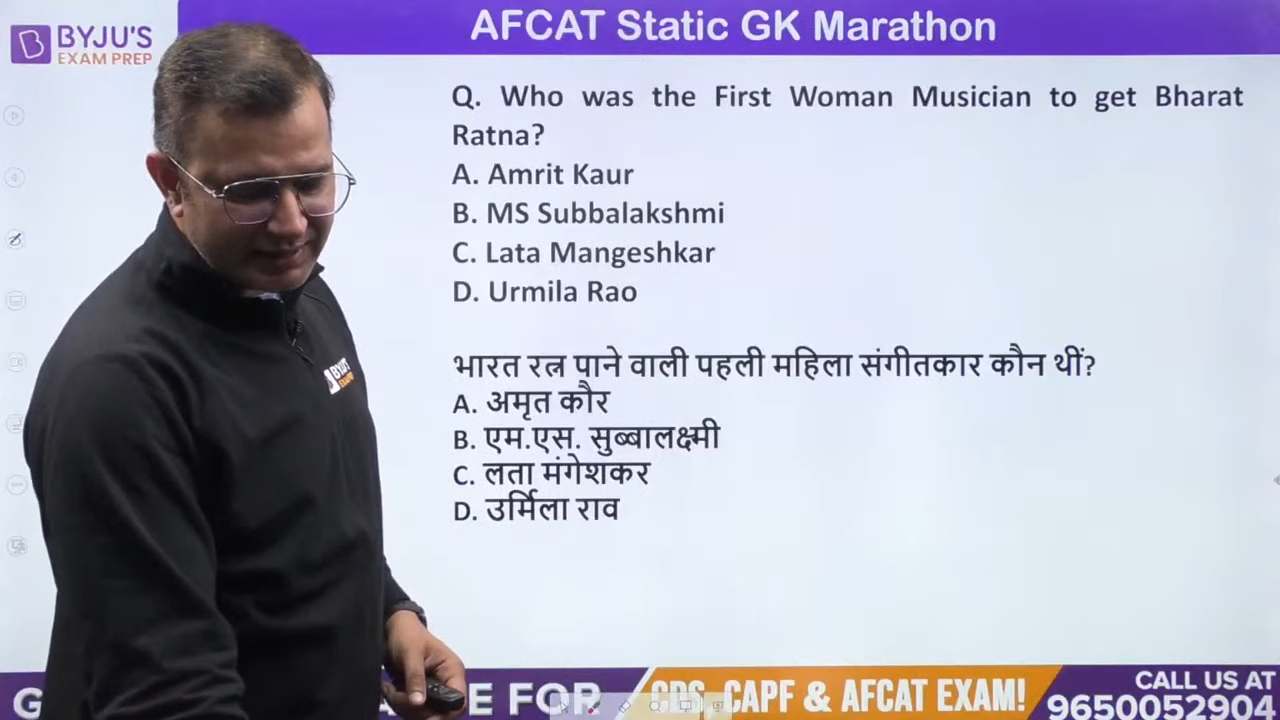 AFCAT Static GK Marathon
BYJU'S
EXAM PREP
Q. Who was the First Woman Musician to get Bharat
Ratna?
A. Amrit Kaur
B. MS Subbalakshmi
C. Lata Mangeshkar
D. Urmila Rao
भारत रत्न पाने वाली पहली महिला संगीतकार कौन थीं?
A. अमृत कौर
B. एम.एस. सुब्बालक्ष्मी
C. लता मंगेशकर
D. उर्मिला राव
BYJU'S
G
E FOR
CDS, CAPF & AFCAT EXAM!
CALL US AT
9650052904